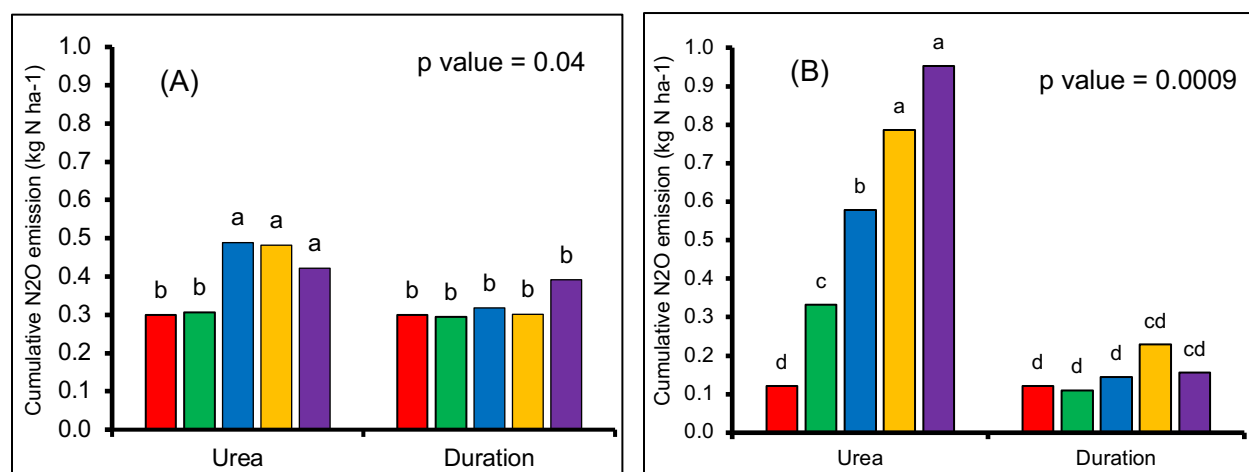 Cumulative N2O emission (kg N ha-1)
1.0
0.9
0.8
0.7
0.6
0.5
0.4
0.3
0.2
0.1
0.0
(A)
p value = 0.04
b b a a a b b b b b
Urea Duration
Cumulative N2O emission (kg N ha-1)
1.0
0.9
0.8
0.7
0.6
0.5
0.4
0.3
0.2
0.1
0.0
(B)
p value = 0.0009
d c b a a d d d cd cd
Urea Duration